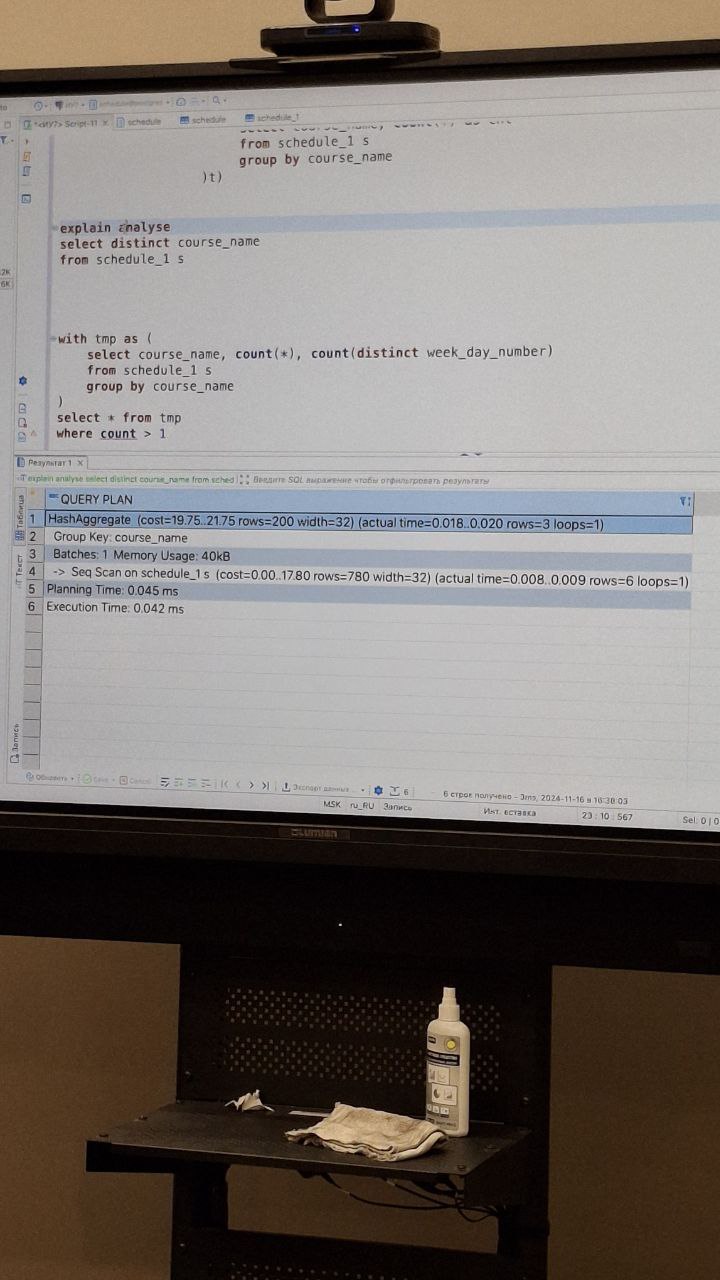 Script-11
schedule
schedule
schedule_1
from schedule_1 s
group by course_name
)t)
explain analyse
select distinct course_name
from schedule_1 s
with tmp as (
select course_name, count(*), count(distinct week_day_number)
from schedule_1 s
group by course_name
)
select * from tmp
where count > 1
Результат 1
explain analyse select distinct course_name from sched
Введите SQL выражение чтобы отфильтровать результаты
QUERY PLAN
1 HashAggregate (cost=19.75..21.75 rows=200 width=32) (actual time=0.018..0.020 rows=3 loops=1)
2 Group Key: course_name
3 Batches: 1 Memory Usage: 40kB
4 -> Seq Scan on schedule_1 s (cost=0.00..17.80 rows=780 width=32) (actual time=0.008..0.009 rows=6 loops=1)
5 Planning Time: 0.045 ms
6 Execution Time: 0.042 ms
Таблица
Текст
Запись
Обновить
Save
Cancel
Экспорт данных ...
6
6 строк получено - 3ms, 2024-11-16 в 16:38:03
MSK
ru_RU
Запись
Инт. вставка
23 : 10 : 567
Sel: 0 | 0